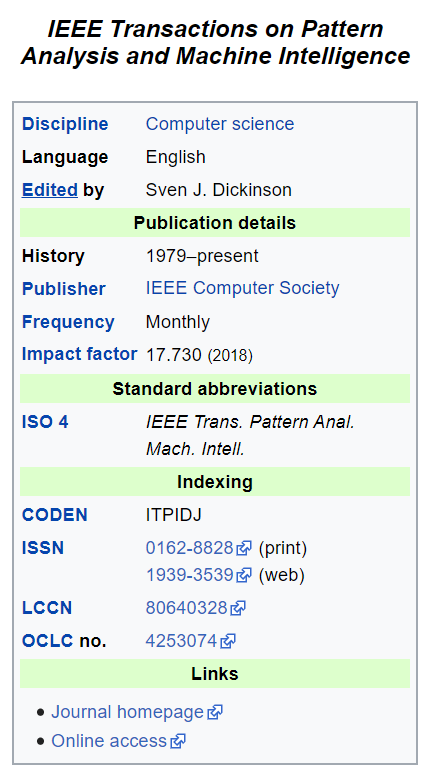 IEEE Transactions on Pattern
Analysis and Machine Intelligence
Discipline Computer science
Language English
Edited by Sven J. Dickinson
Publication details
History 1979–present
Publisher IEEE Computer Society
Frequency Monthly
Impact factor 17.730 (2018)
Standard abbreviations
ISO 4 IEEE Trans. Pattern Anal.
Mach. Intell.
Indexing
CODEN ITPIDJ
ISSN 0162-8828 (print)
1939-3539 (web)
LCCN 80640328
OCLC no. 4253074
Links
• Journal homepage
• Online access